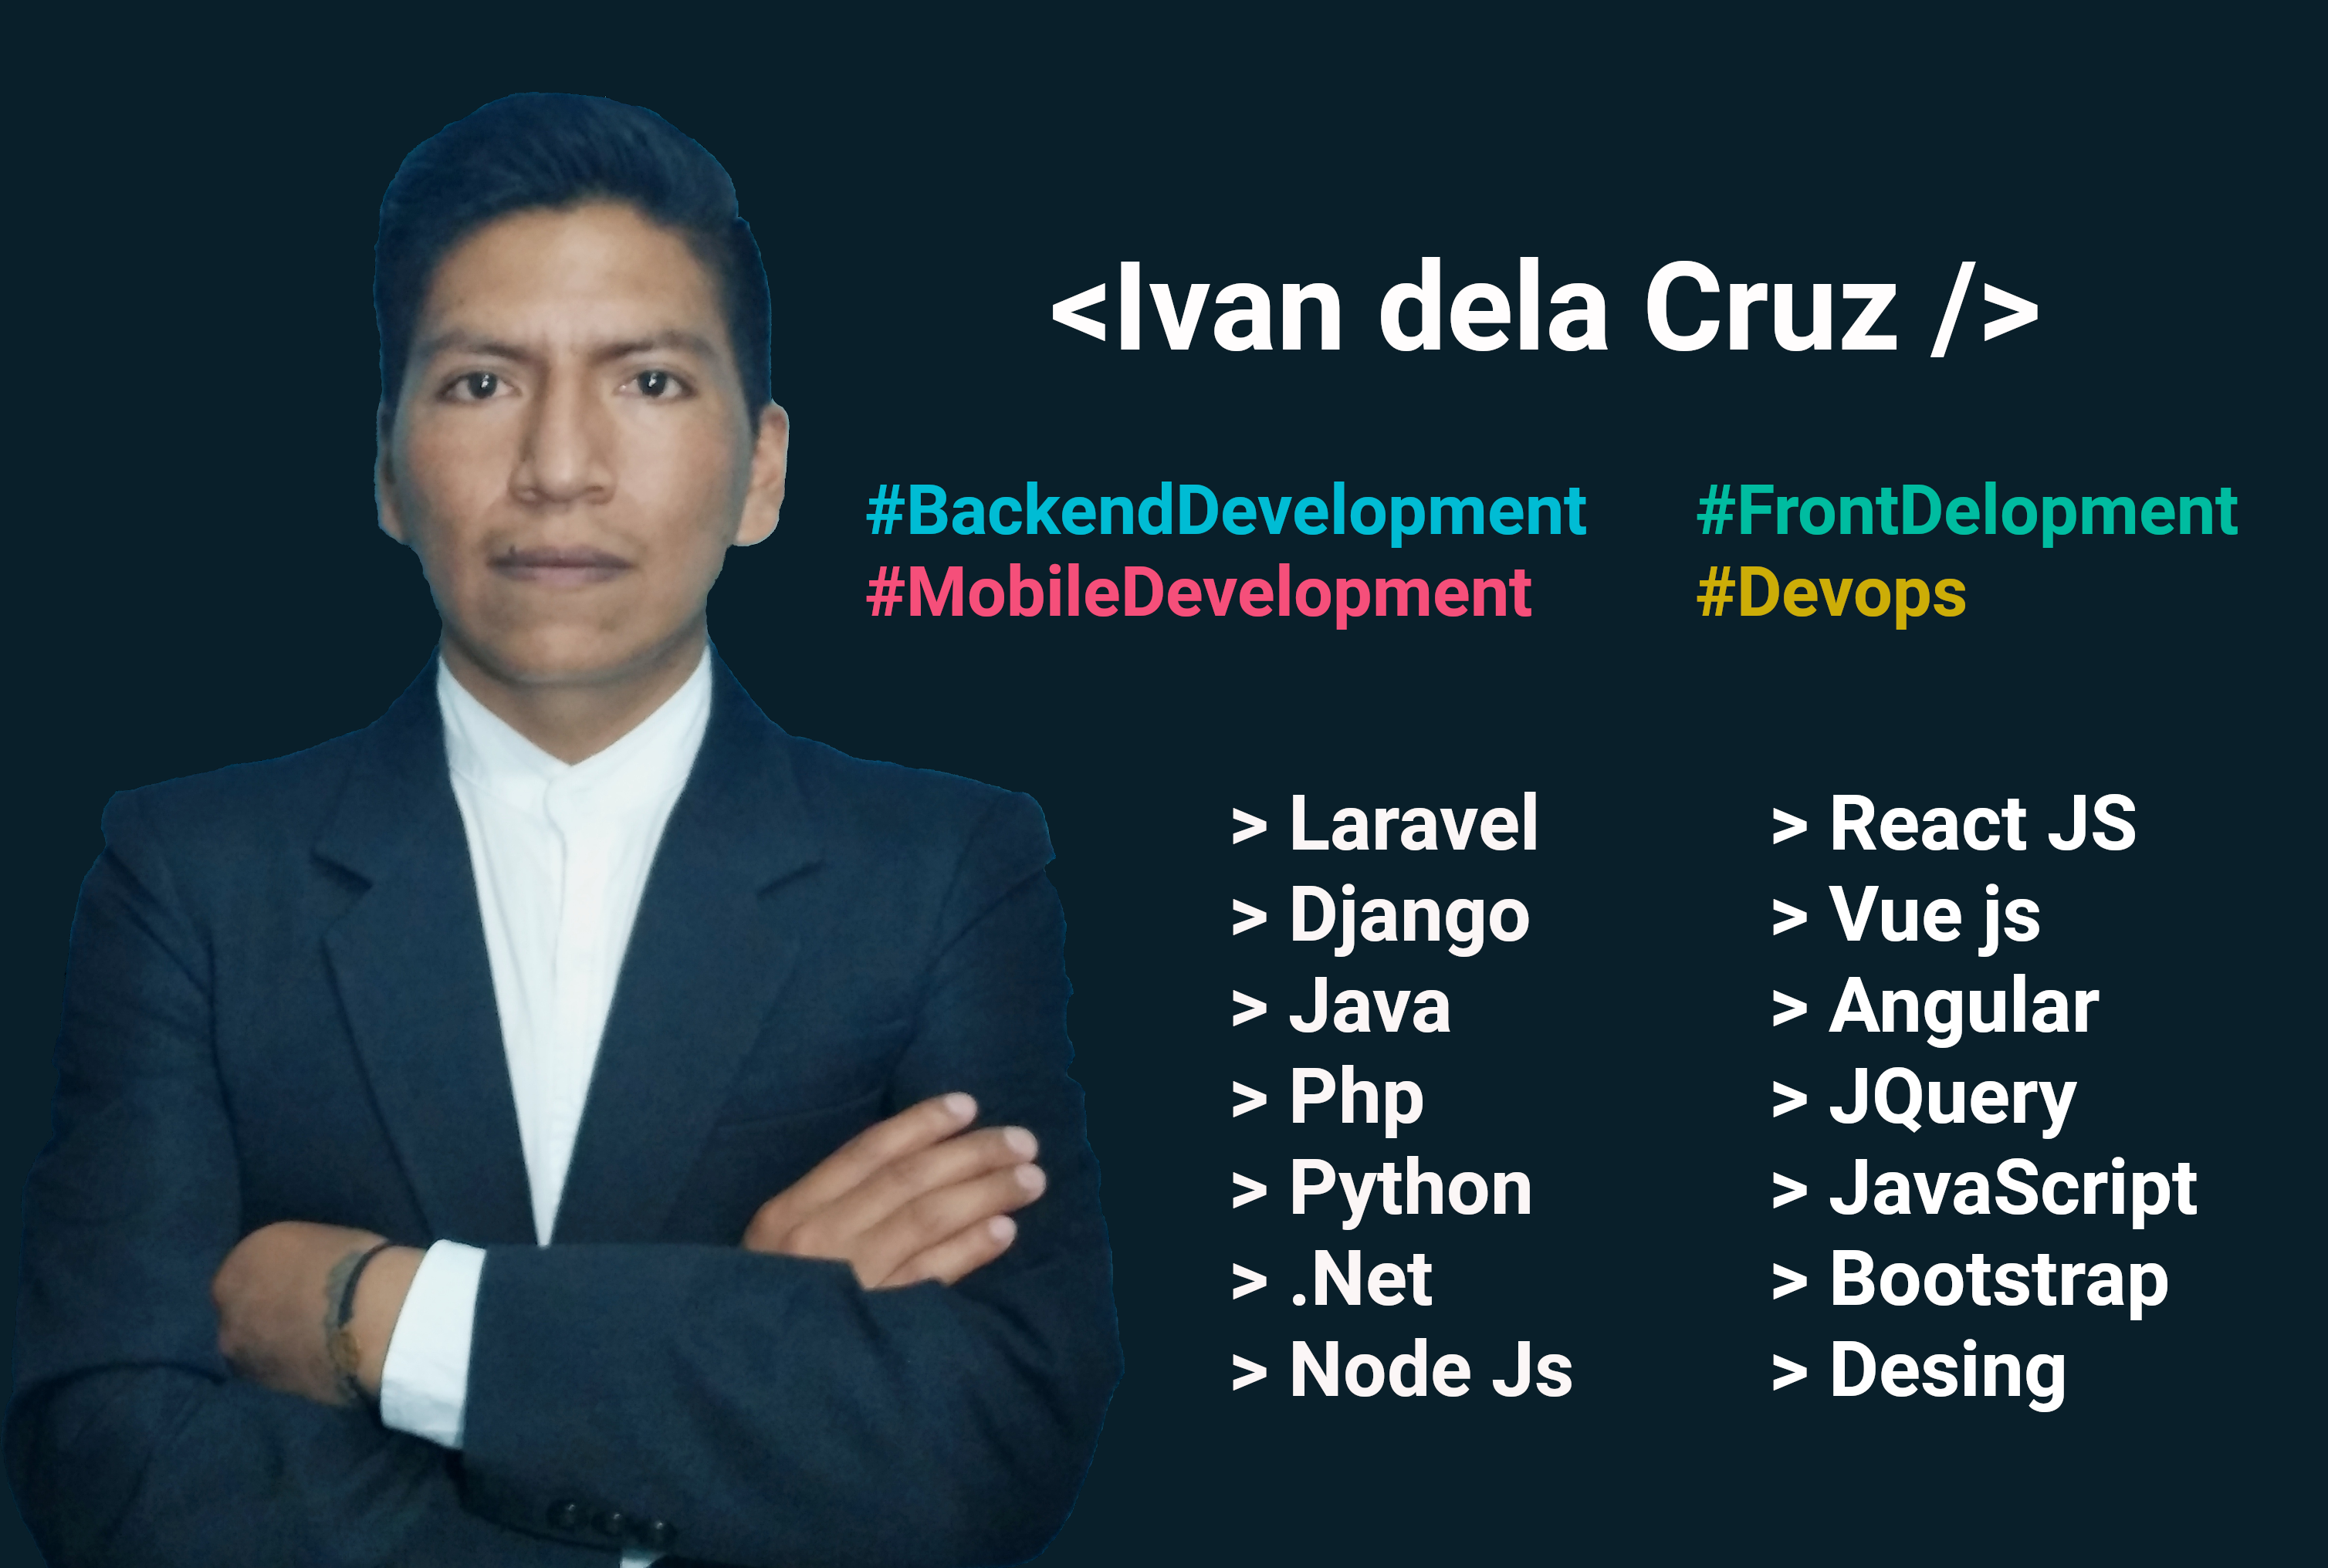 <Ivan dela Cruz />
#BackendDevelopment #FrontDelopment
#MobileDevelopment #Devops
> Laravel
> Django
> Java
> Php
> Python
> .Net
> Node Js
> React JS
> Vue js
> Angular
> JQuery
> JavaScript
> Bootstrap
> Desing